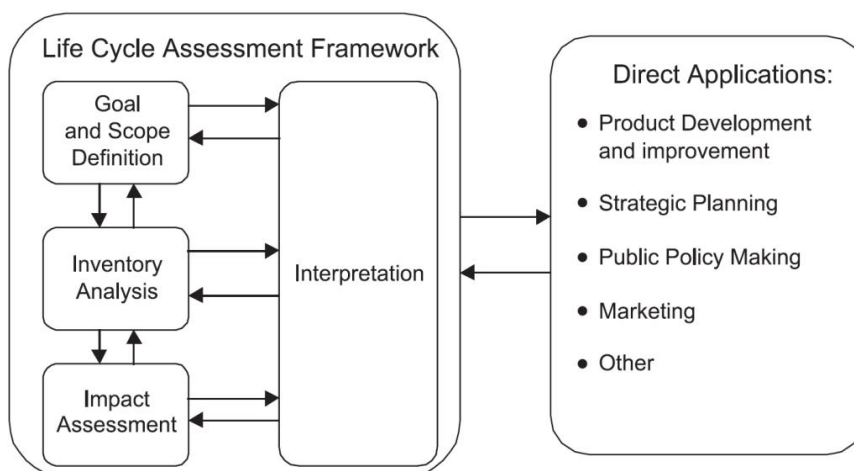 Life Cycle Assessment Framework
Goal
and Scope
Definition
Inventory
Analysis
Impact
Assessment
Interpretation
Direct Applications:
• Product Development
and improvement
• Strategic Planning
• Public Policy Making
• Marketing
• Other